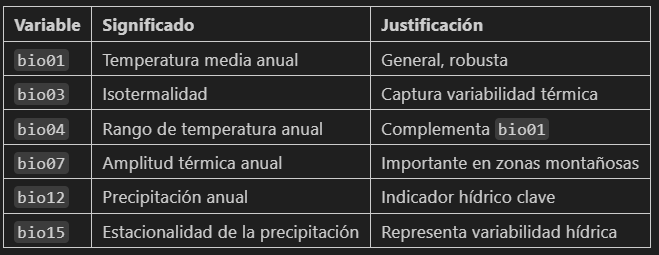 Variable Significado Justificación
bio01 Temperatura media anual General, robusta
bio03 Isotermalidad Captura variabilidad térmica
bio04 Rango de temperatura anual Complementa bio01
bio07 Amplitud térmica anual Importante en zonas montañosas
bio12 Precipitación anual Indicador hídrico clave
bio15 Estacionalidad de la precipitación Representa variabilidad hídrica